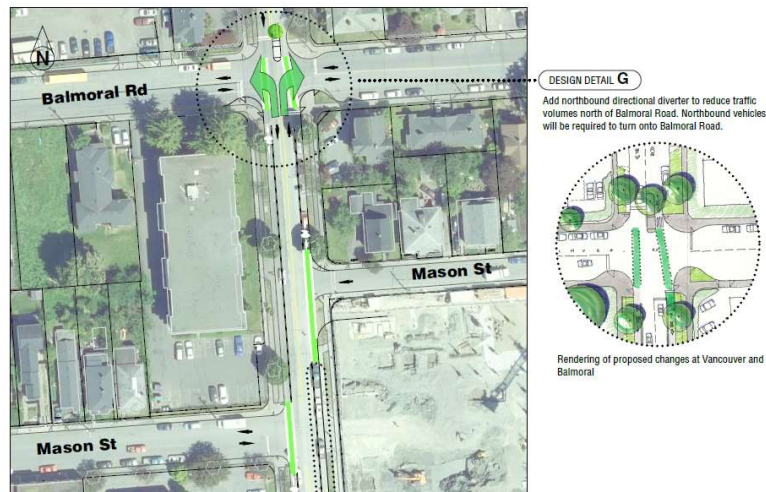 N
Balmoral Rd
DESIGN DETAIL G
Add northbound directional diverter to reduce traffic
volumes north of Balmoral Road. Northbound vehicles
will be required to turn onto Balmoral Road.
Mason St
Rendering of proposed changes at Vancouver and
Balmoral
Mason St